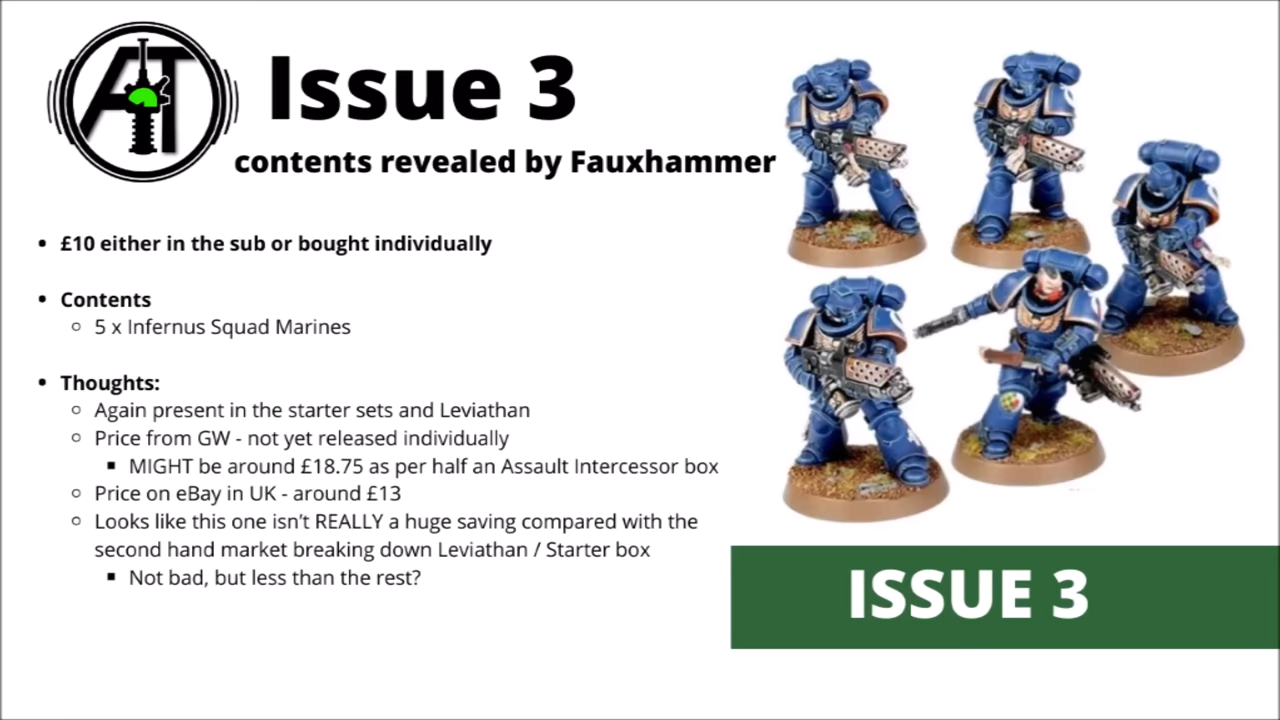 AT
Issue 3
contents revealed by Fauxhammer
• £10 either in the sub or bought individually
• Contents
○ 5 x Infernus Squad Marines
• Thoughts:
○ Again present in the starter sets and Leviathan
○ Price from GW - not yet released individually
▪ MIGHT be around £18.75 as per half an Assault Intercessor box
○ Price on eBay in UK - around £13
○ Looks like this one isn't REALLY a huge saving compared with the
second hand market breaking down Leviathan / Starter box
▪ Not bad, but less than the rest?
ISSUE 3